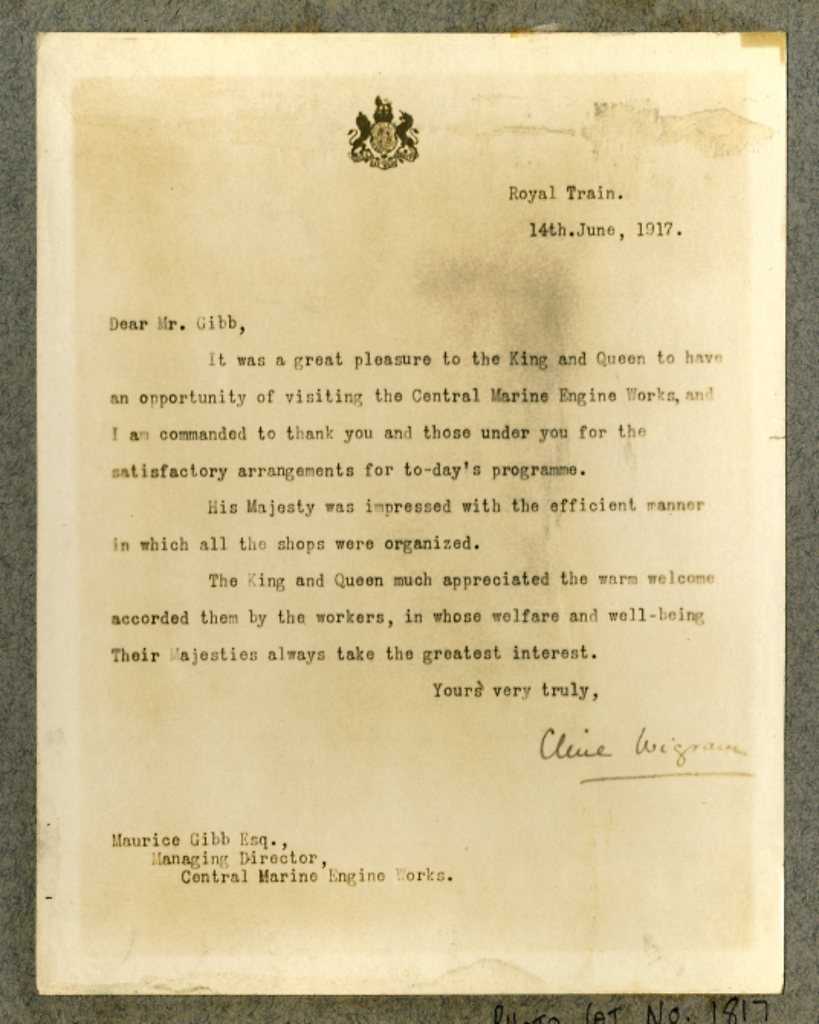 Royal Train.
14th.June, 1917.
Dear Mr. Gibb,
It was a great pleasure to the King and Queen to have
an opportunity of visiting the Central Marine Engine Works, and
I am commanded to thank you and those under you for the
satisfactory arrangements for to-day's programme.
His Majesty was impressed with the efficient manner
in which all the shops were organized.
The King and Queen much appreciated the warm welcome
accorded them by the workers, in whose welfare and well-being
Their Majesties always take the greatest interest.
Yours very truly,
Clive Wigram
Maurice Gibb Esq.,
Managing Director,
Central Marine Engine Works.
PHOTO CAT NO. 1817